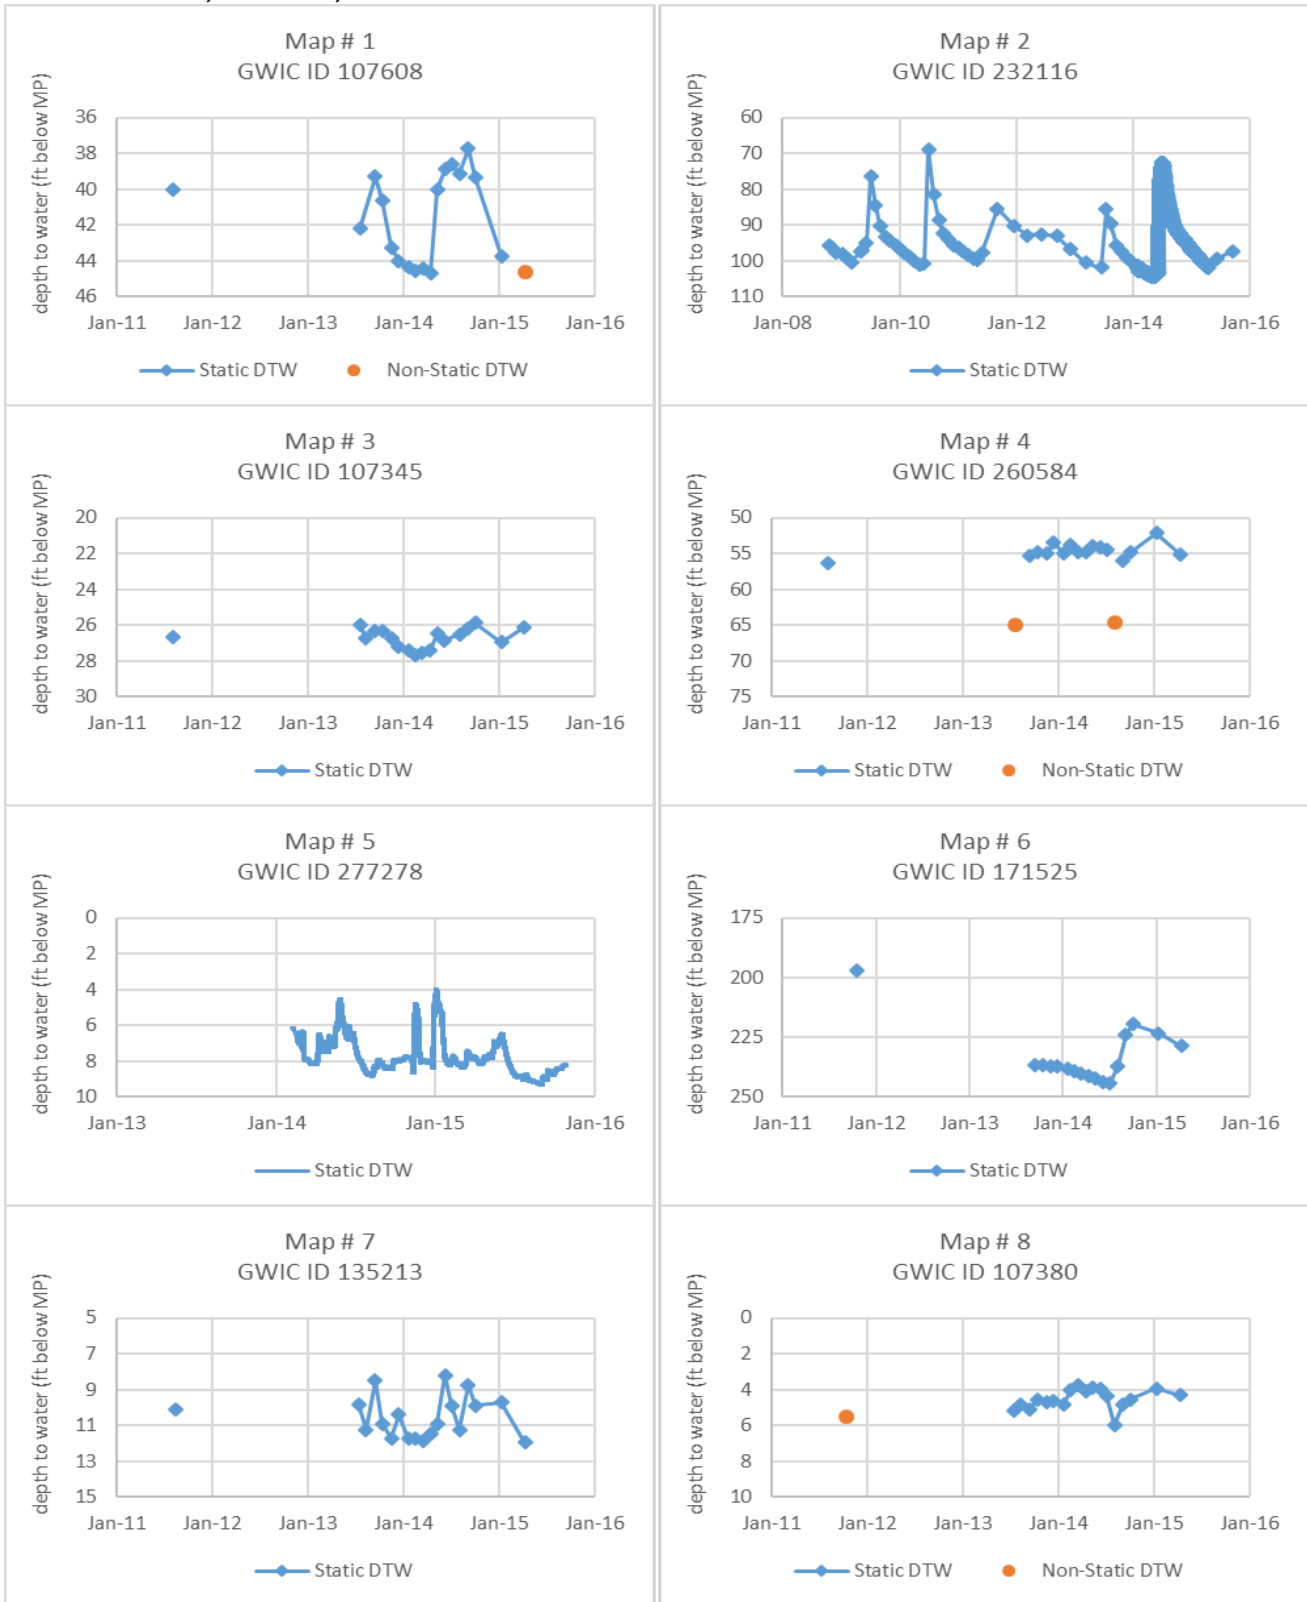 Map # 1
GWIC ID 107608
depth to water (ft below MP)
36
38
40
42
44
46
Jan-11 Jan-12 Jan-13 Jan-14 Jan-15 Jan-16
Static DTW Non-Static DTW
Map # 2
GWIC ID 232116
depth to water (ft below MP)
60
70
80
90
100
110
Jan-08 Jan-10 Jan-12 Jan-14 Jan-16
Static DTW
Map # 3
GWIC ID 107345
depth to water (ft below MP)
20
22
24
26
28
30
Jan-11 Jan-12 Jan-13 Jan-14 Jan-15 Jan-16
Static DTW
Map # 4
GWIC ID 260584
depth to water (ft below MP)
50
55
60
65
70
75
Jan-11 Jan-12 Jan-13 Jan-14 Jan-15 Jan-16
Static DTW Non-Static DTW
Map # 5
GWIC ID 277278
depth to water (ft below MP)
0
2
4
6
8
10
Jan-13 Jan-14 Jan-15 Jan-16
Static DTW
Map # 6
GWIC ID 171525
depth to water (ft below MP)
175
200
225
250
Jan-11 Jan-12 Jan-13 Jan-14 Jan-15 Jan-16
Static DTW
Map # 7
GWIC ID 135213
depth to water (ft below MP)
5
7
9
11
13
15
Jan-11 Jan-12 Jan-13 Jan-14 Jan-15 Jan-16
Static DTW
Map # 8
GWIC ID 107380
depth to water (ft below MP)
0
2
4
6
8
10
Jan-11 Jan-12 Jan-13 Jan-14 Jan-15 Jan-16
Static DTW Non-Static DTW